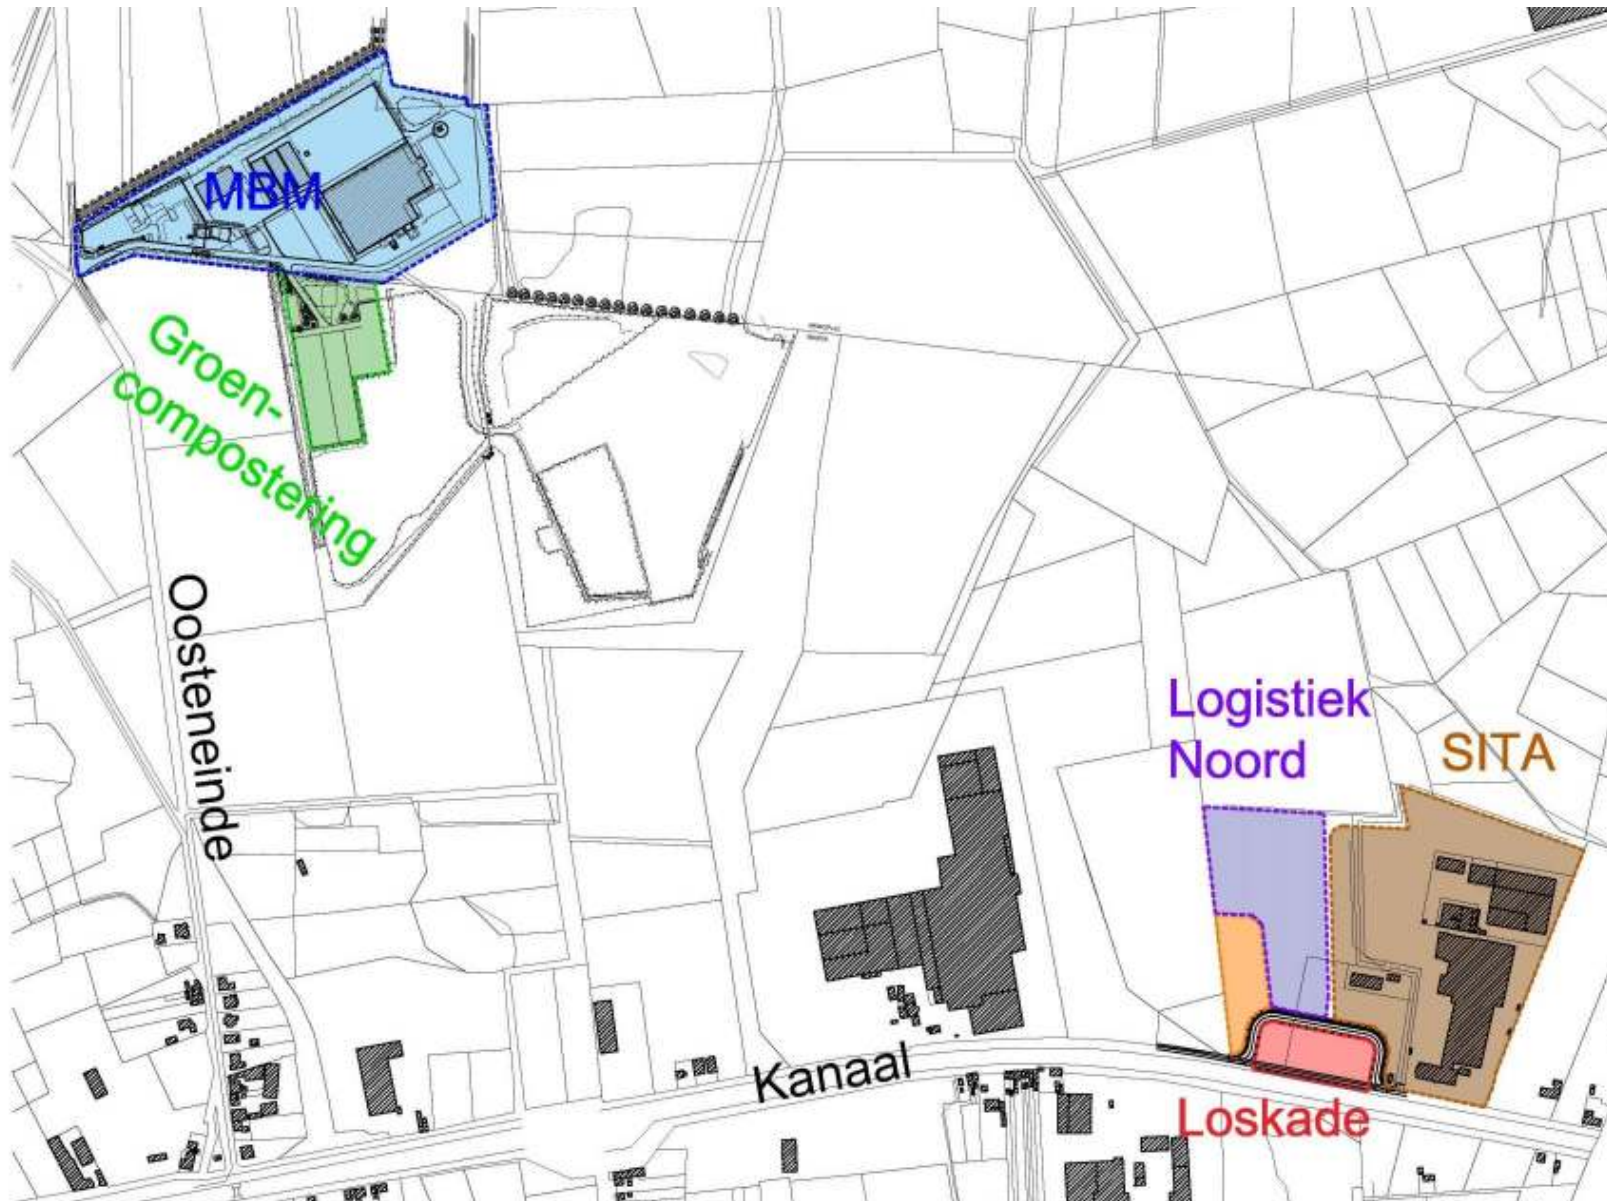 MBM
Groen-
compostering
Oosteneinde
Logistiek
Noord
SITA
Kanaal
Loskade